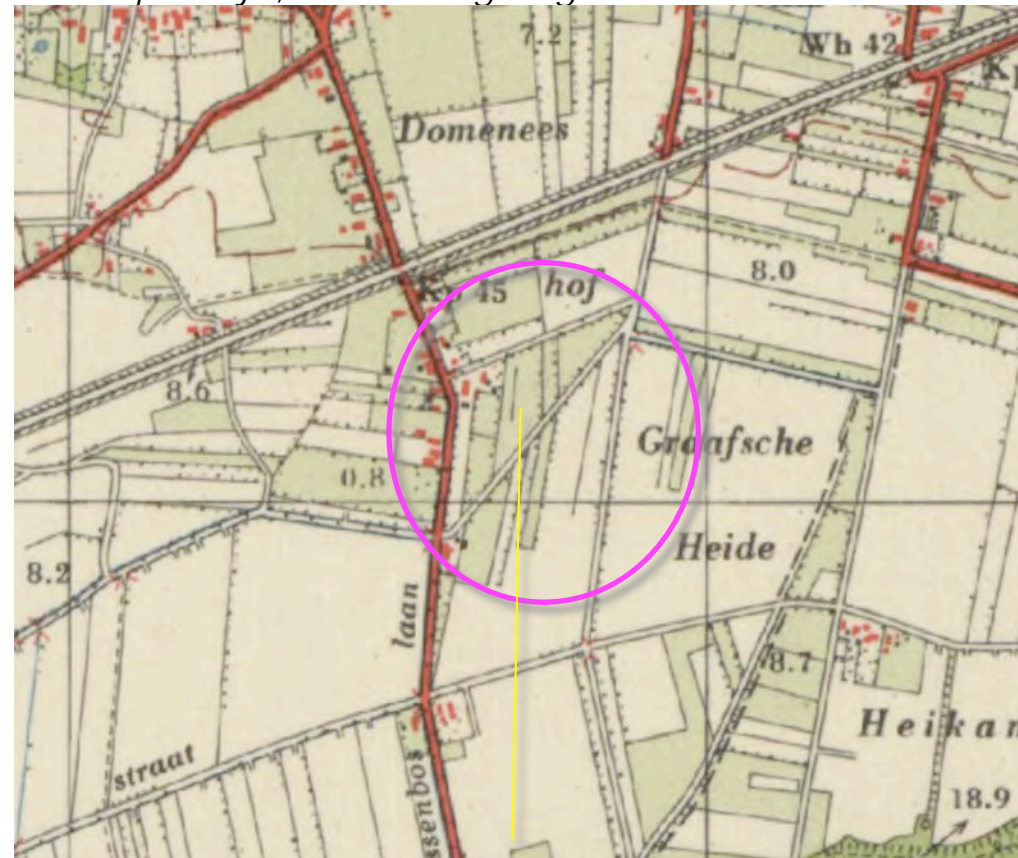 7.2
Wh 42
Domenees
hof
8.0
8.6
Graafsche
0.8
Heide
8.2
laan
8.7
Heikan
straat
18.9
ssenbos